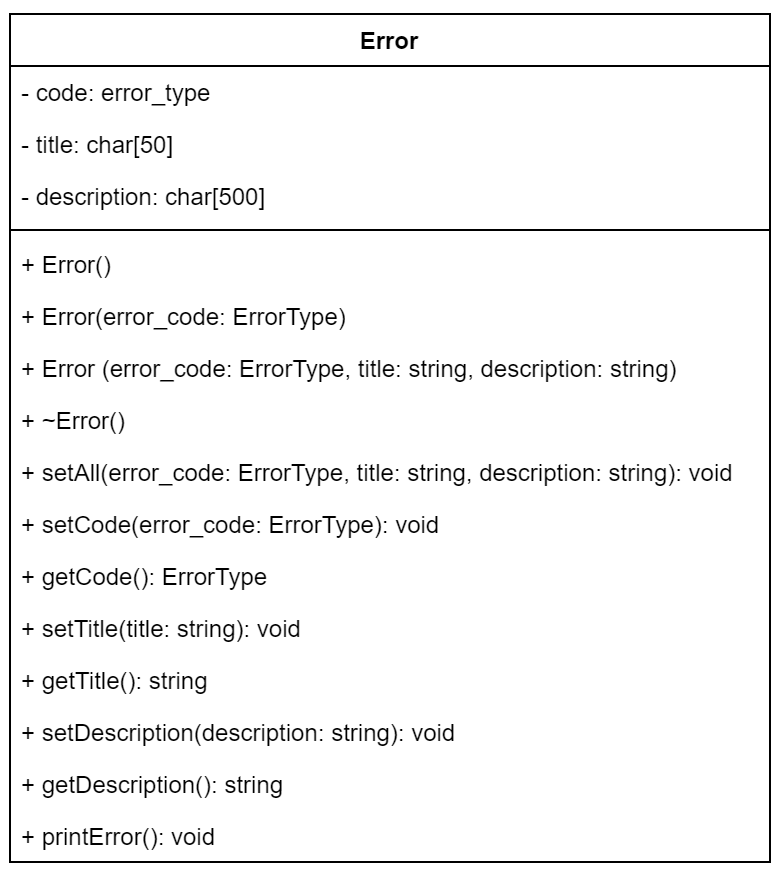 Error
- code: error_type
- title: char[50]
- description: char[500]
+ Error()
+ Error(error_code: ErrorType)
+ Error (error_code: ErrorType, title: string, description: string)
+ ~Error()
+ setAll(error_code: ErrorType, title: string, description: string): void
+ setCode(error_code: ErrorType): void
+ getCode(): ErrorType
+ setTitle(title: string): void
+ getTitle(): string
+ setDescription(description: string): void
+ getDescription(): string
+ printError(): void